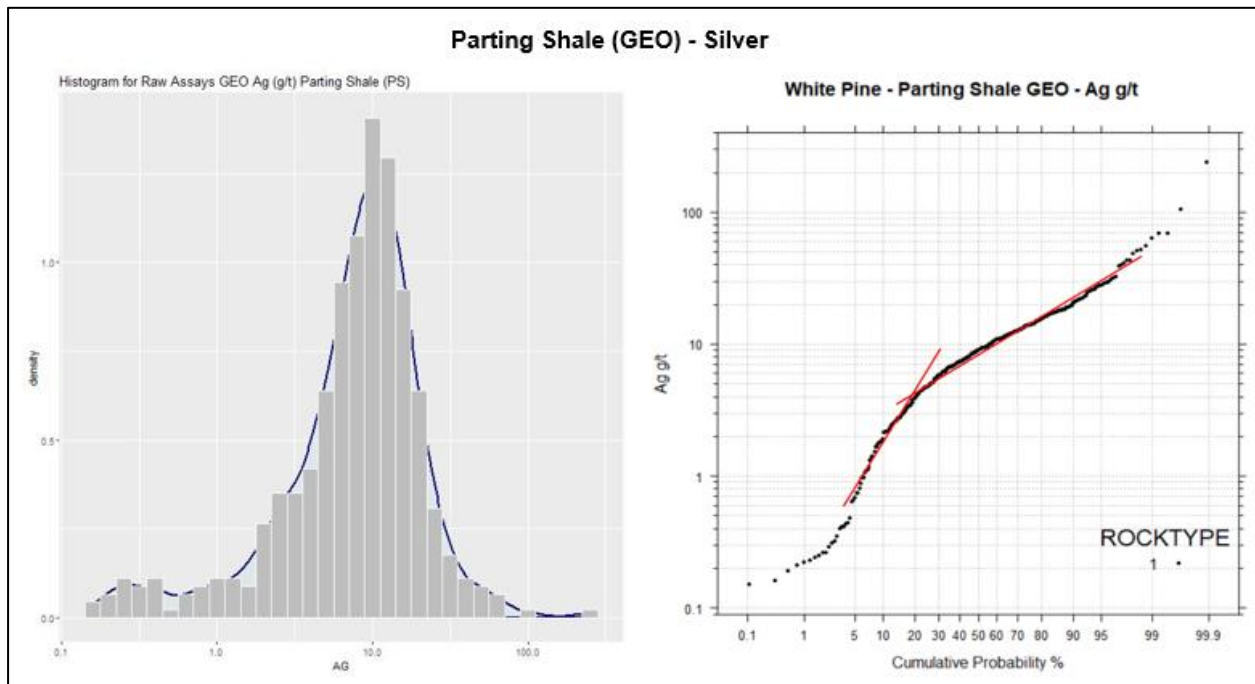 Parting Shale (GEO) - Silver
Histogram for Raw Assays GEO Ag (g/t) Parting Shale (PS)
density
1.0
0.5
0.0
0.1
1.0
10.0
100.0
AG
White Pine - Parting Shale GEO - Ag g/t
Ag g/t
100
10
1
0.1
ROCKTYPE
1
0.1 1 5 10 20 30 40 50 60 70 80 90 95 99 99.9
Cumulative Probability %